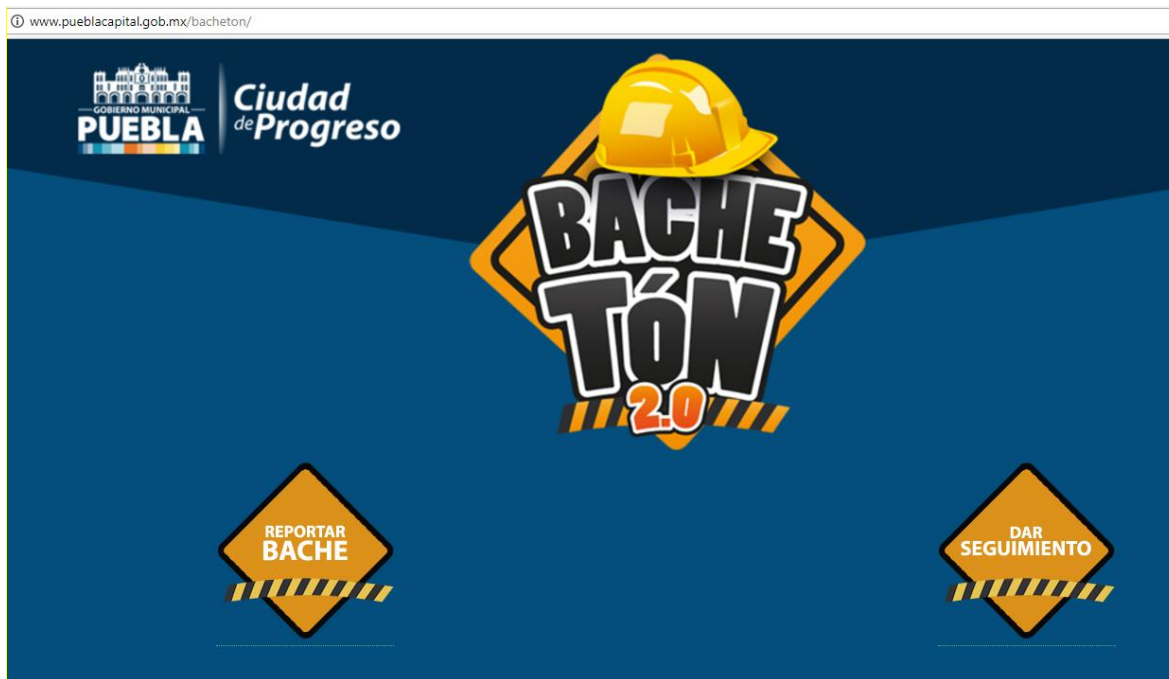 www.pueblacapital.gob.mx/bacheton/
GOBIERNO MUNICIPAL
PUEBLA
Ciudad
de Progreso
BACHE
TÓN
2.0
REPORTAR
BACHE
DAR
SEGUIMIENTO